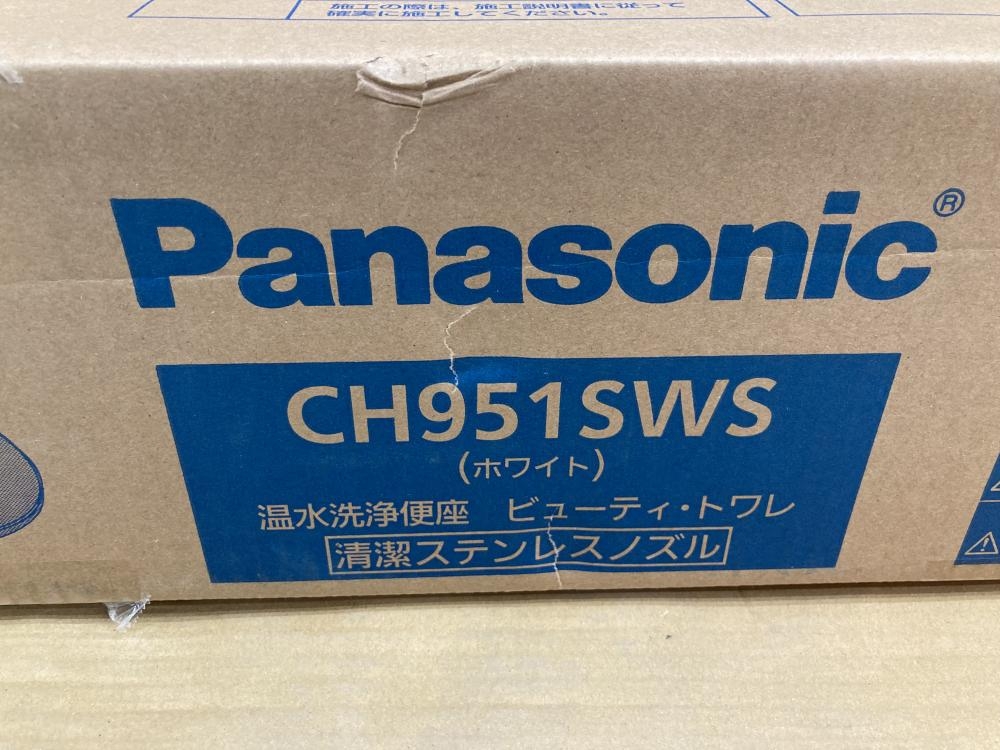 施工の際は、施工説明書に従って
確実に施工してください。
Panasonic®
CH951SWS
(ホワイト)
温水洗浄便座 ビューティ・トワレ
清潔ステンレスノズル